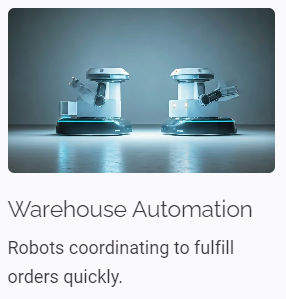 Warehouse Automation
Robots coordinating to fulfill
orders quickly.